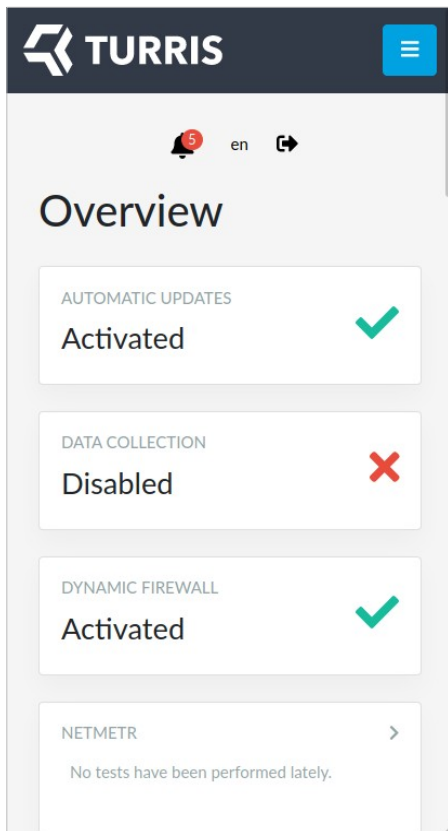 TURRIS
5
en
Overview
AUTOMATIC UPDATES
Activated
DATA COLLECTION
Disabled
DYNAMIC FIREWALL
Activated
NETMETR
No tests have been performed lately.